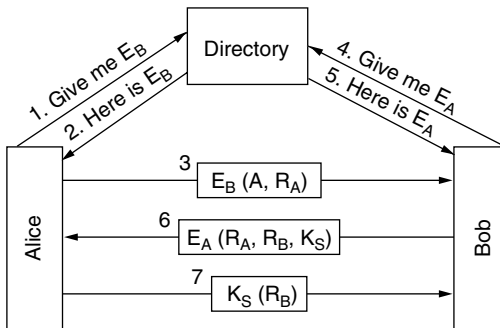 Directory
1. Give me E_B
2. Here is E_B
4. Give me E_A
5. Here is E_A
Alice
Bob
3
E_B (A, R_A)
6
E_A (R_A, R_B, K_S)
7
K_S (R_B)